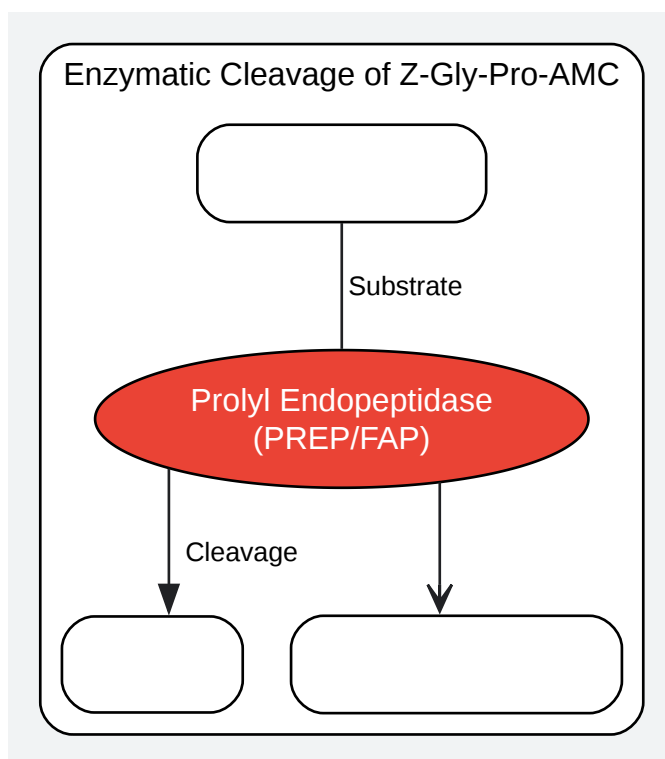 Enzymatic Cleavage of Z-Gly-Pro-AMC
Substrate
Prolyl Endopeptidase
(PREP/FAP)
Cleavage